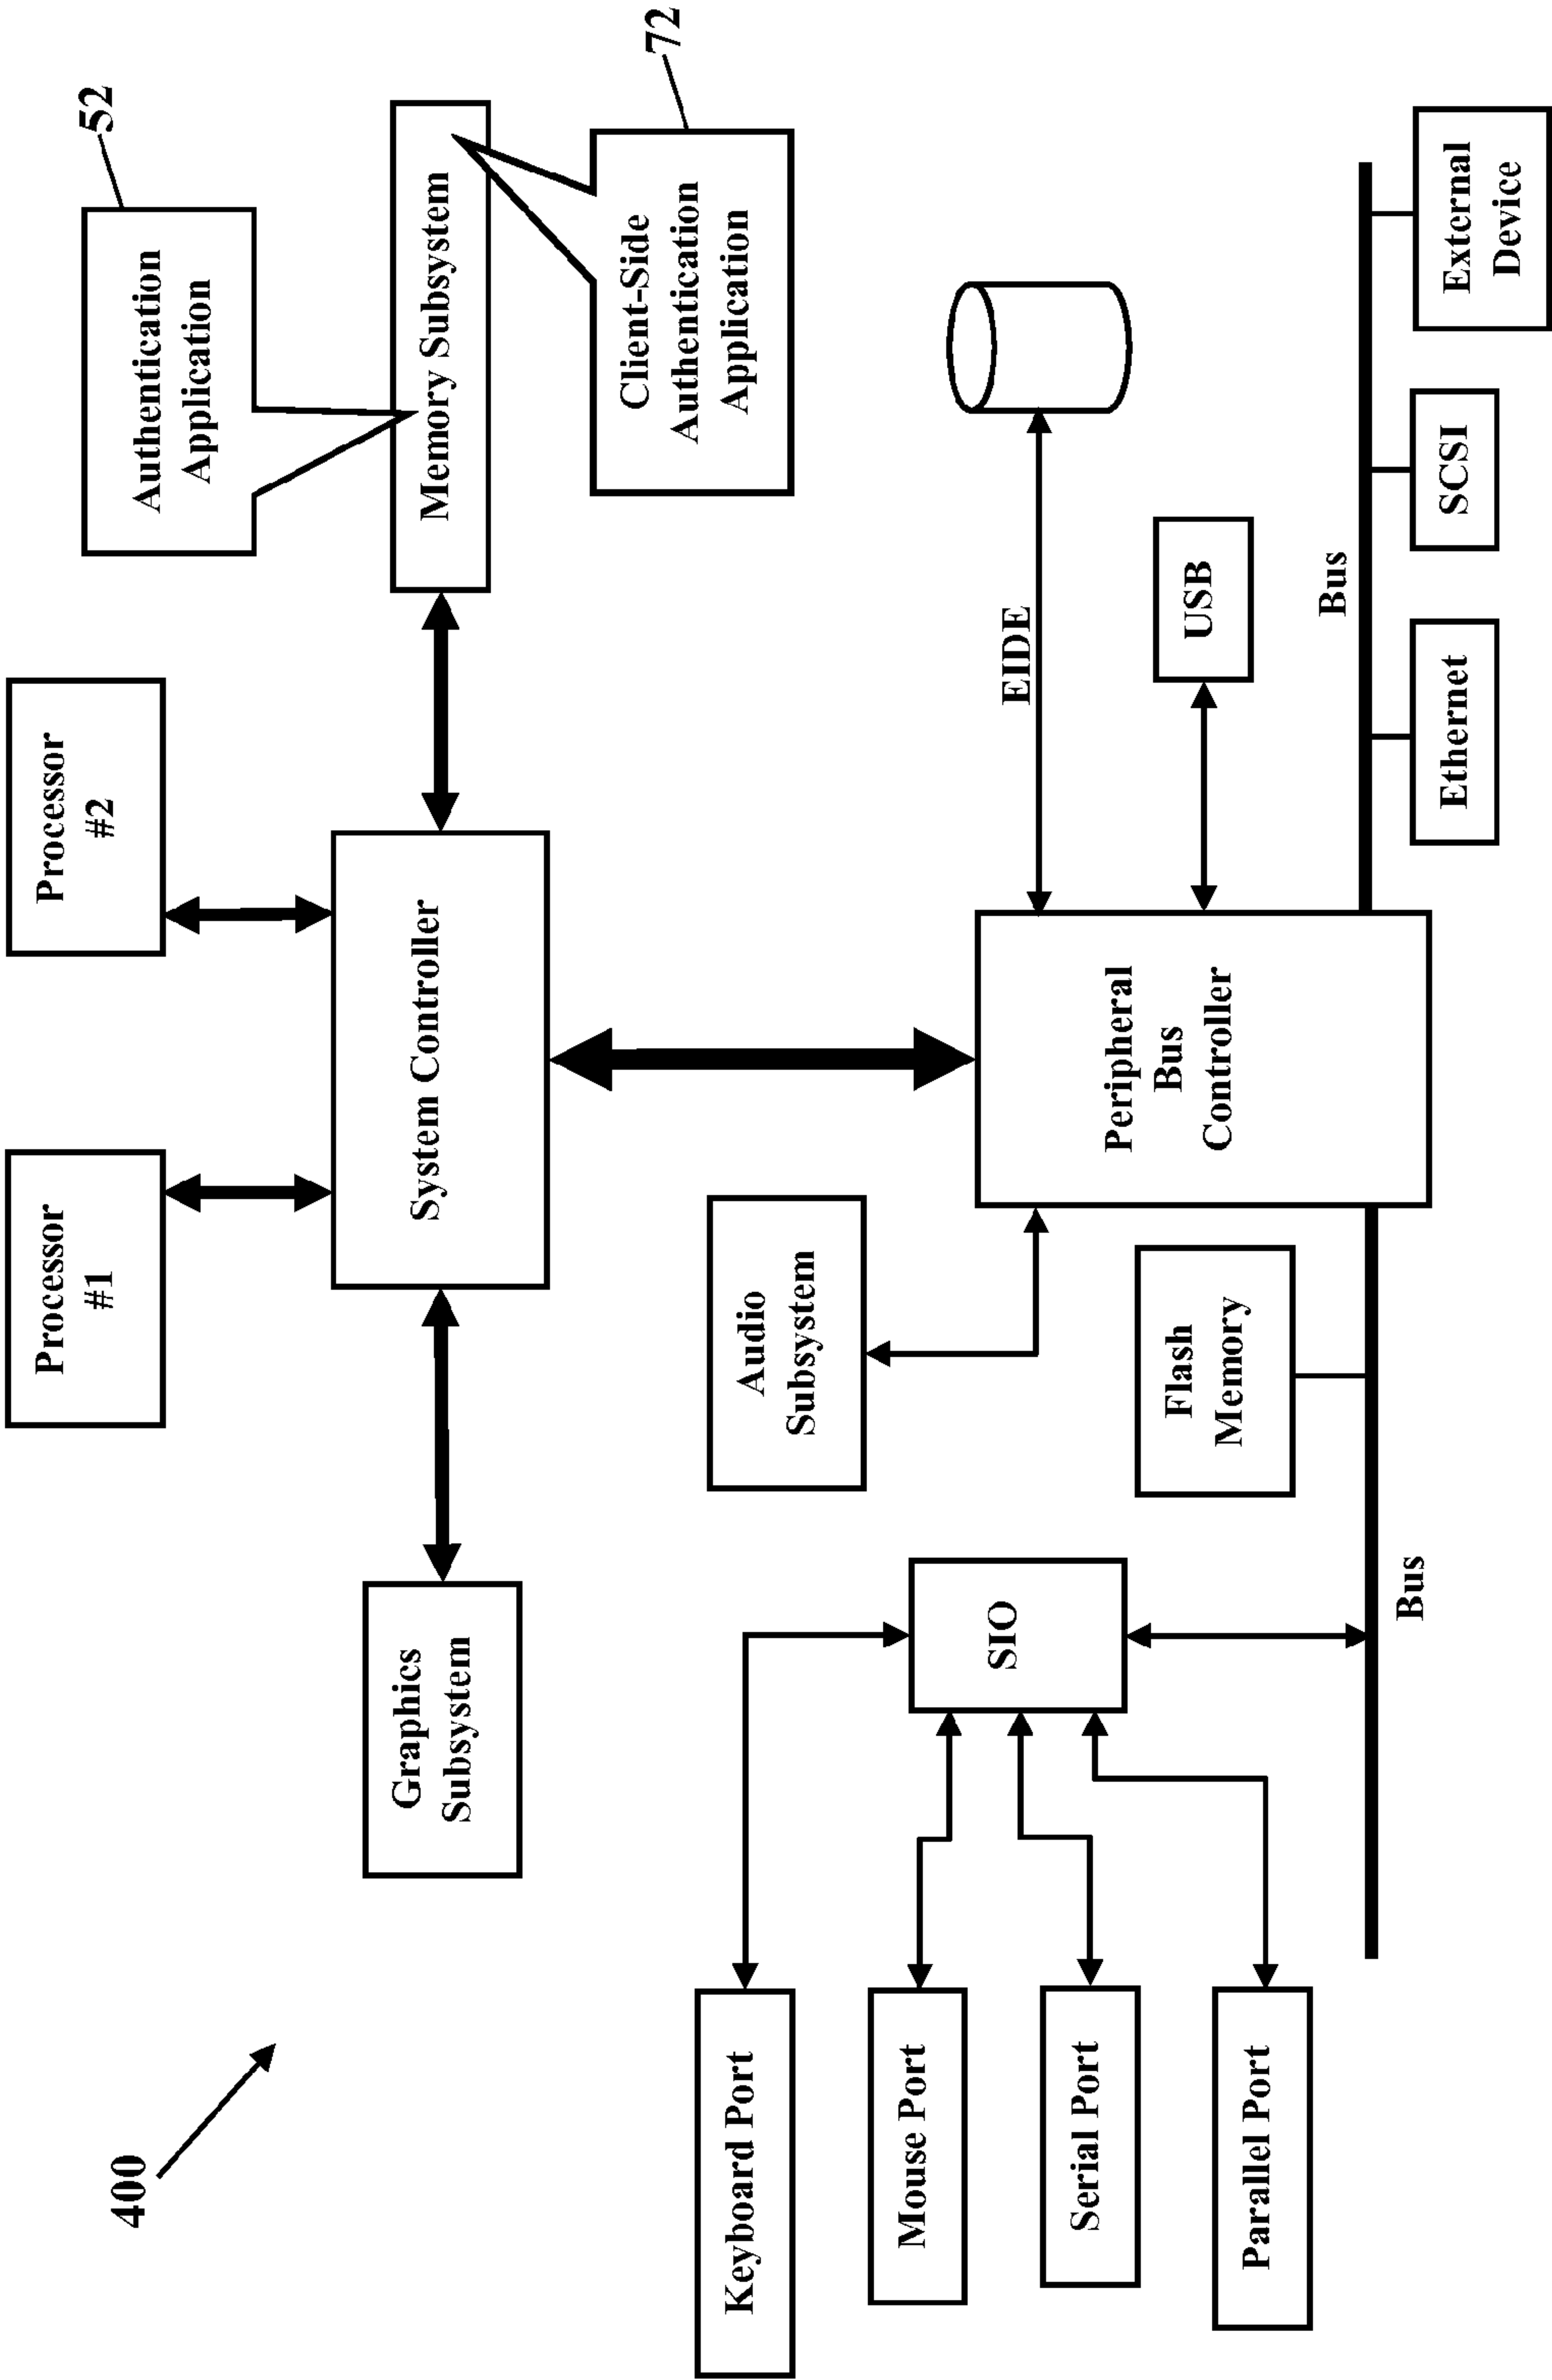 400
52
Authentication
Application
Processor
#1
Processor
#2
Graphics
Subsystem
System Controller
Memory Subsystem
72
Client-Side
Authentication
Application
Keyboard Port
Mouse Port
Serial Port
Parallel Port
SIO
Audio
Subsystem
Flash
Memory
Peripheral
Bus
Controller
EIDE
USB
Bus
Bus
Ethernet
SCSI
External
Device